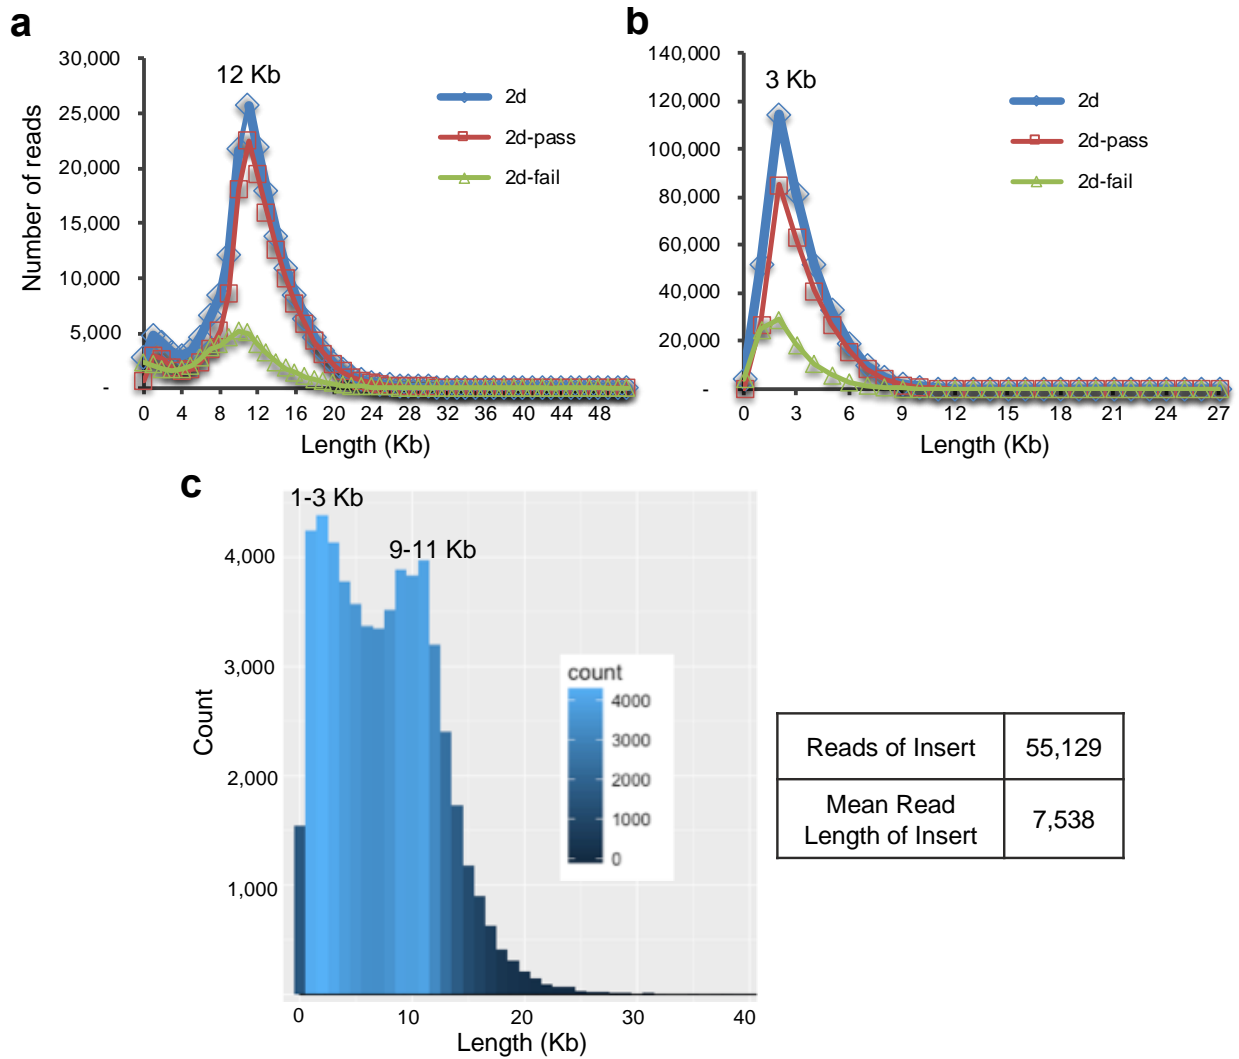 a
Number of reads
30,000
25,000
20,000
15,000
10,000
5,000
-
12 Kb
2d
2d-pass
2d-fail
0 4 8 12 16 20 24 28 32 36 40 44 48
Length (Kb)
b
140,000
120,000
100,000
80,000
60,000
40,000
20,000
-
3 Kb
2d
2d-pass
2d-fail
0 3 6 9 12 15 18 21 24 27
Length (Kb)
c
Count
4,000
3,000
2,000
1,000
1-3 Kb
9-11 Kb
count
4000
3000
2000
1000
0
0 10 20 30 40
Length (Kb)
Reads of Insert 55,129
Mean Read
Length of Insert 7,538